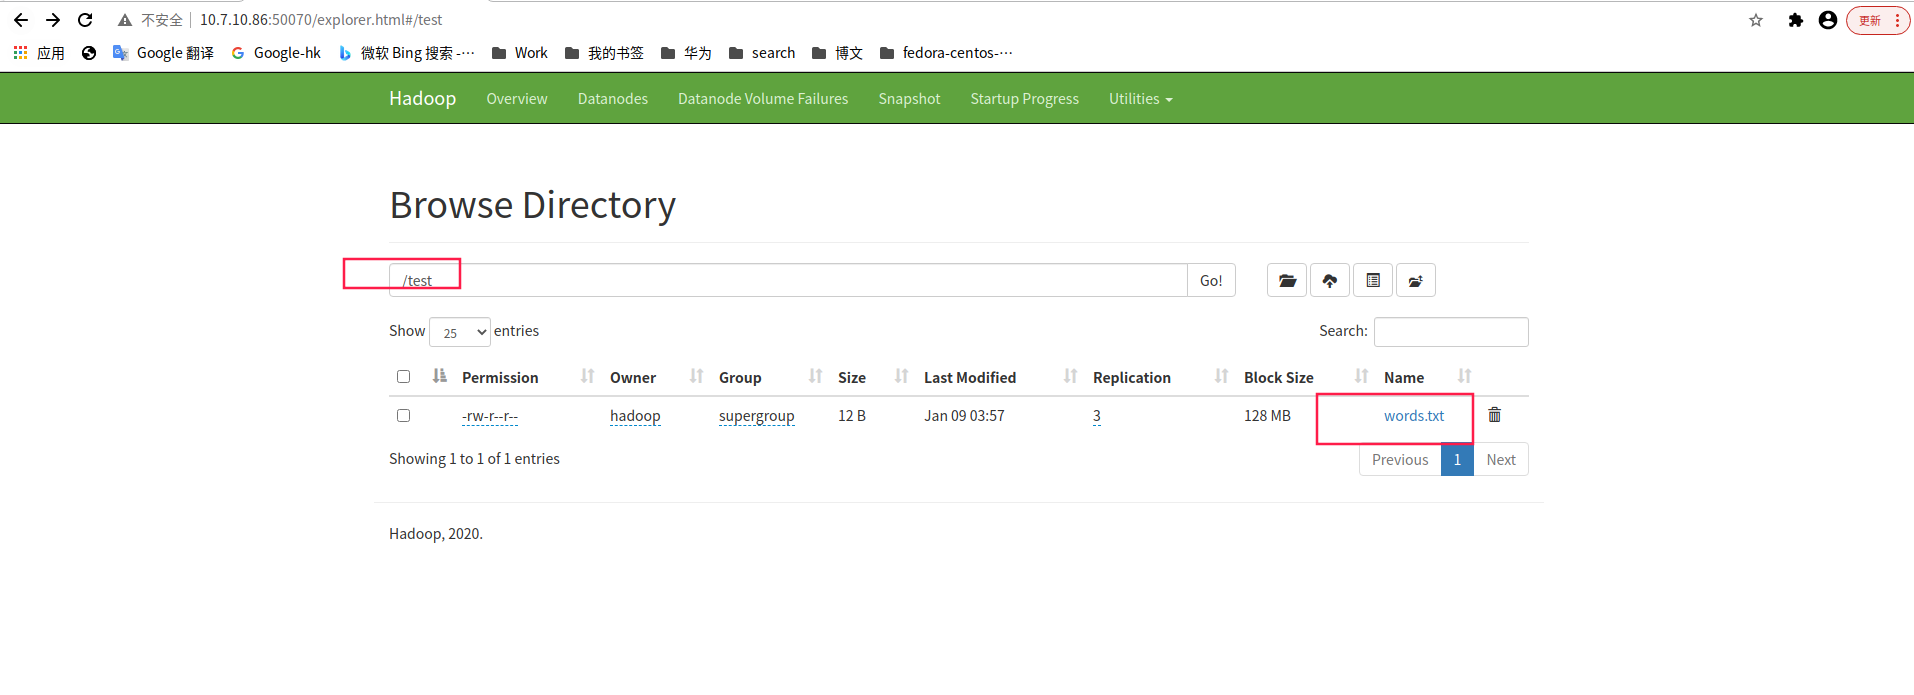 不安全 10.7.10.86:50070/explorer.html#/test 更新
应用 Google 翻译 Google-hk 微软 Bing 搜索 -··· Work 我的书签 华为 search 博文 fedora-centos-···
Hadoop Overview Datanodes Datanode Volume Failures Snapshot Startup Progress Utilities
Browse Directory
/test Go!
Show 25 entries Search:
Permission Owner Group Size Last Modified Replication Block Size Name
-rw-r--r-- hadoop supergroup 12 B Jan 09 03:57 3 128 MB words.txt
Showing 1 to 1 of 1 entries Previous 1 Next
Hadoop, 2020.